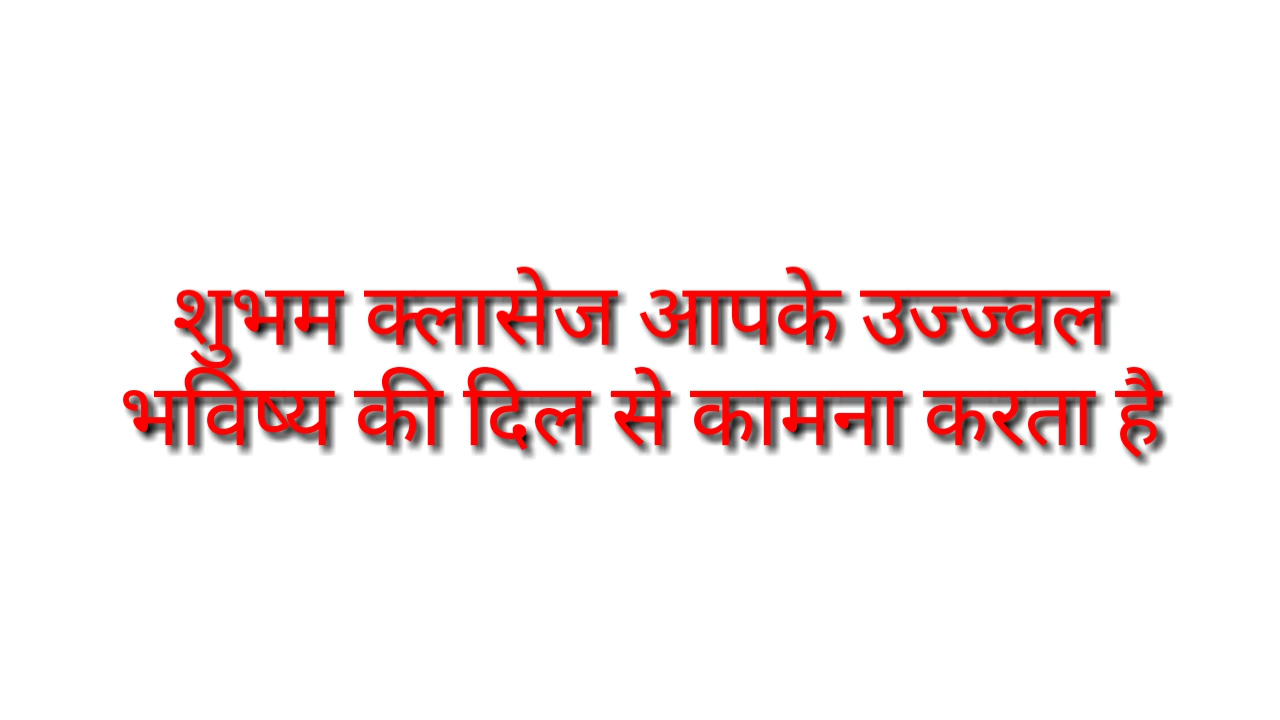 शुभम क्लासेज आपके उज्ज्वल
भविष्य की दिल से कामना करता है